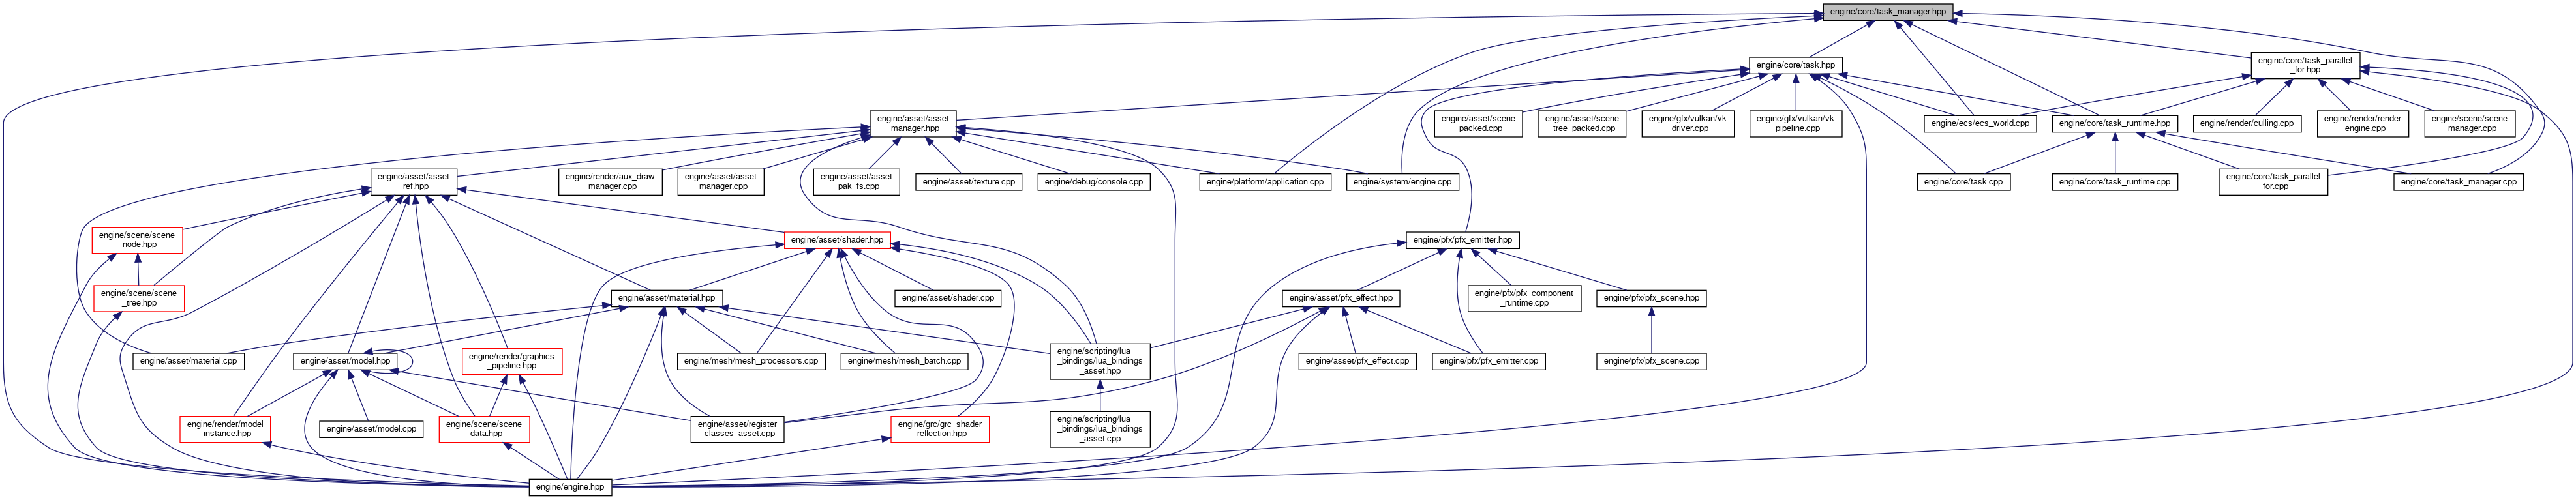 engine/core/task_manager.hpp
engine/core/task.hpp
engine/core/task_parallel
_for.hpp
engine/asset/asset
_manager.hpp
engine/asset/scene
_packed.cpp
engine/asset/scene
_tree_packed.cpp
engine/gfx/vulkan/vk
_driver.cpp
engine/gfx/vulkan/vk
_pipeline.cpp
engine/ecs/ecs_world.cpp
engine/core/task_runtime.hpp
engine/render/culling.cpp
engine/render/render
_engine.cpp
engine/scene/scene
_manager.cpp
engine/asset/asset
_ref.hpp
engine/render/aux_draw
_manager.cpp
engine/asset/asset
_manager.cpp
engine/asset/asset
_pak_fs.cpp
engine/asset/texture.cpp
engine/debug/console.cpp
engine/platform/application.cpp
engine/system/engine.cpp
engine/core/task.cpp
engine/core/task_runtime.cpp
engine/core/task_parallel
_for.cpp
engine/core/task_manager.cpp
engine/scene/scene
_node.hpp
engine/asset/shader.hpp
engine/pfx/pfx_emitter.hpp
engine/scene/scene
_tree.hpp
engine/asset/material.hpp
engine/asset/shader.cpp
engine/asset/pfx_effect.hpp
engine/pfx/pfx_component
_runtime.cpp
engine/pfx/pfx_scene.hpp
engine/asset/material.cpp
engine/asset/model.hpp
engine/render/graphics
_pipeline.hpp
engine/mesh/mesh_processors.cpp
engine/mesh/mesh_batch.cpp
engine/scripting/lua
_bindings/lua_bindings
_asset.hpp
engine/asset/pfx_effect.cpp
engine/pfx/pfx_emitter.cpp
engine/pfx/pfx_scene.cpp
engine/render/model
_instance.hpp
engine/asset/model.cpp
engine/scene/scene
_data.hpp
engine/asset/register
_classes_asset.cpp
engine/grc/grc_shader
_reflection.hpp
engine/scripting/lua
_bindings/lua_bindings
_asset.cpp
engine/engine.hpp